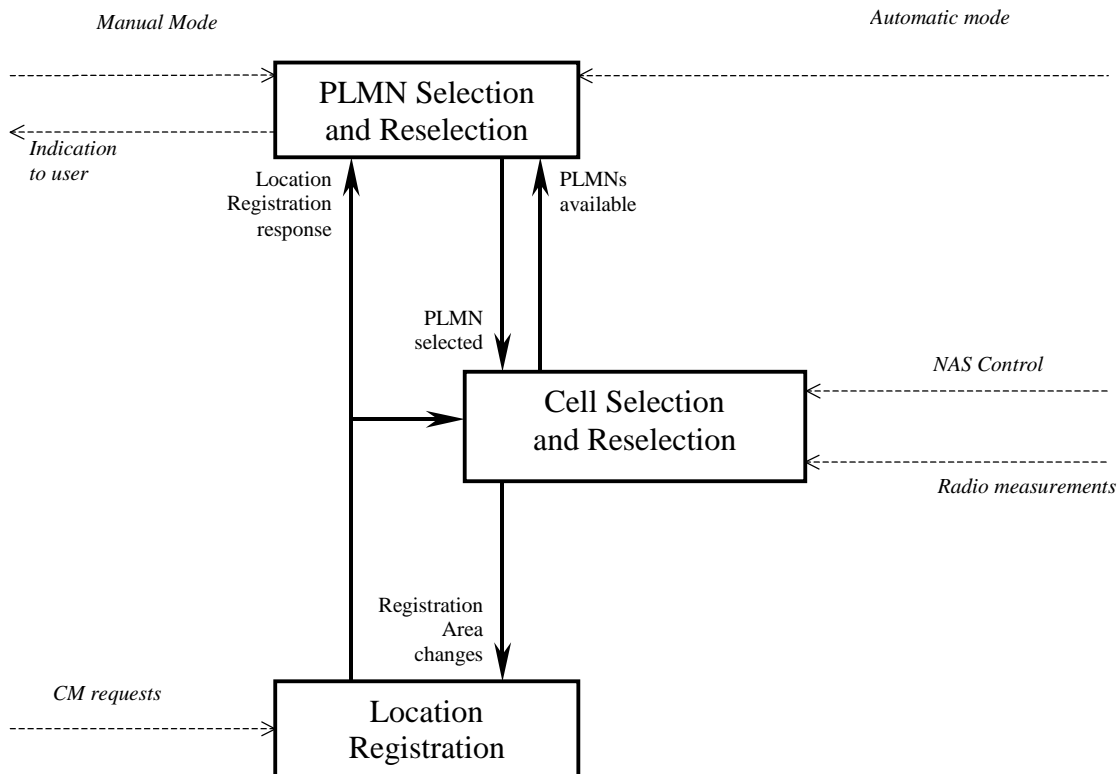 Manual Mode
Automatic mode
PLMN Selection
and Reselection
Indication
to user
Location
Registration
response
PLMNs
available
PLMN
selected
NAS Control
Cell Selection
and Reselection
Radio measurements
Registration
Area
changes
CM requests
Location
Registration